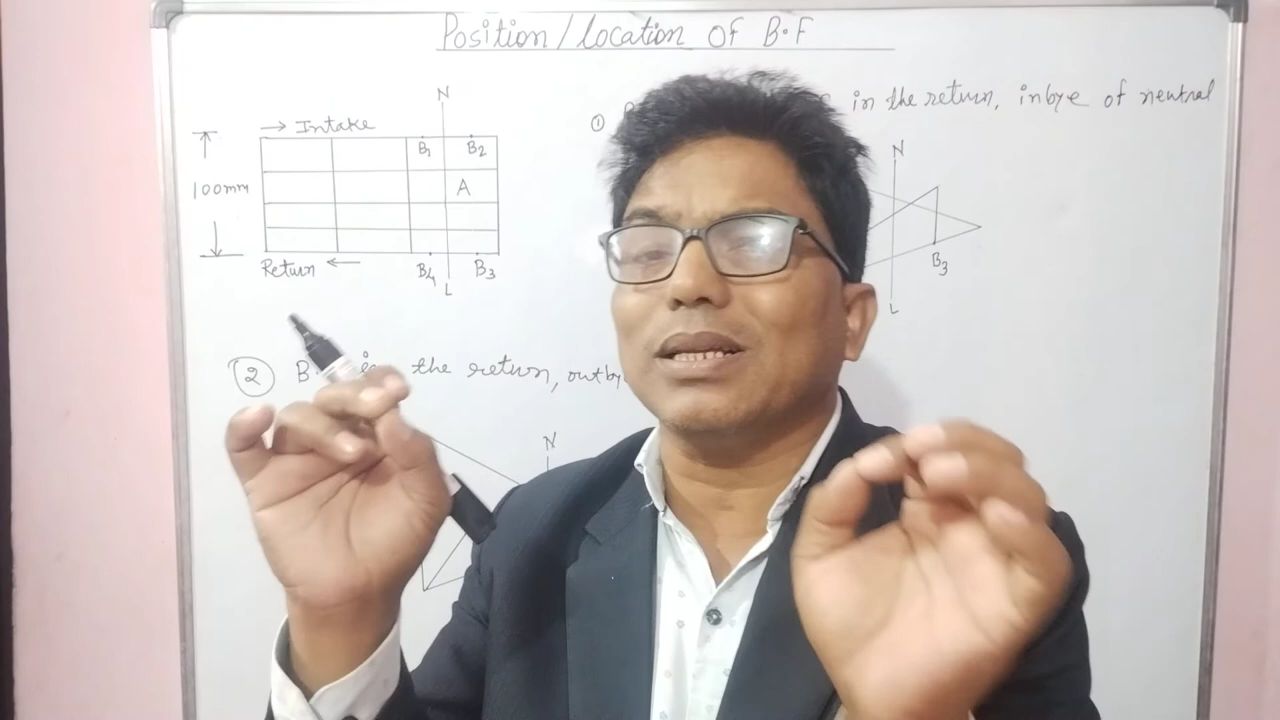 Position/location OF B.F
N
→ Intake
B1 B2
100mm
A
Return ←
B4 B3
L
① in the return, inbye of neutral
N
B3
L
② B the return, outby
N